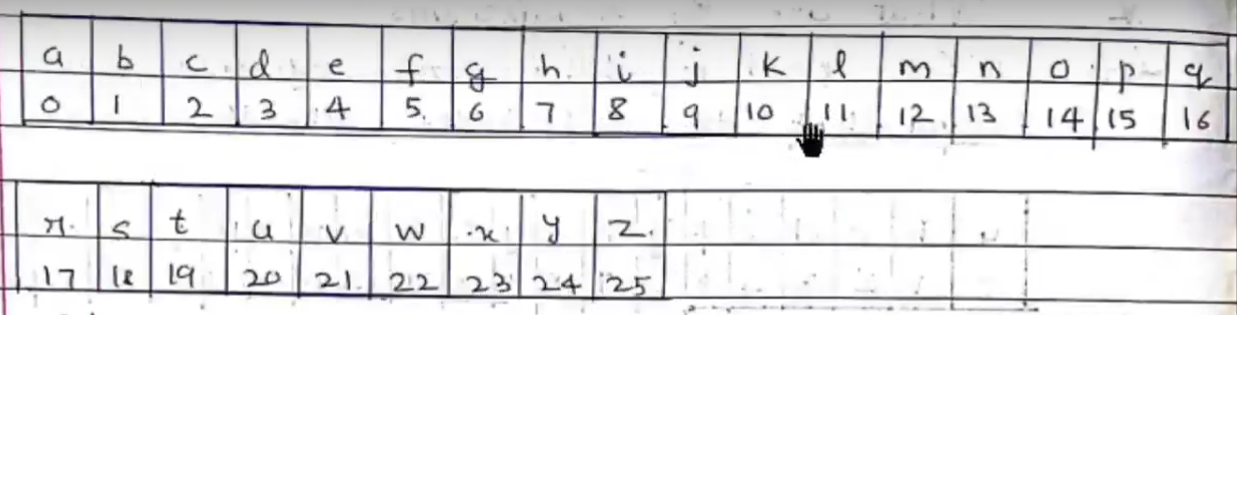 a b c d e f g h i j k l m n o p q
0 1 2 3 4 5 6 7 8 9 10 11 12 13 14 15 16
r s t u v w x y z
17 18 19 20 21 22 23 24 25